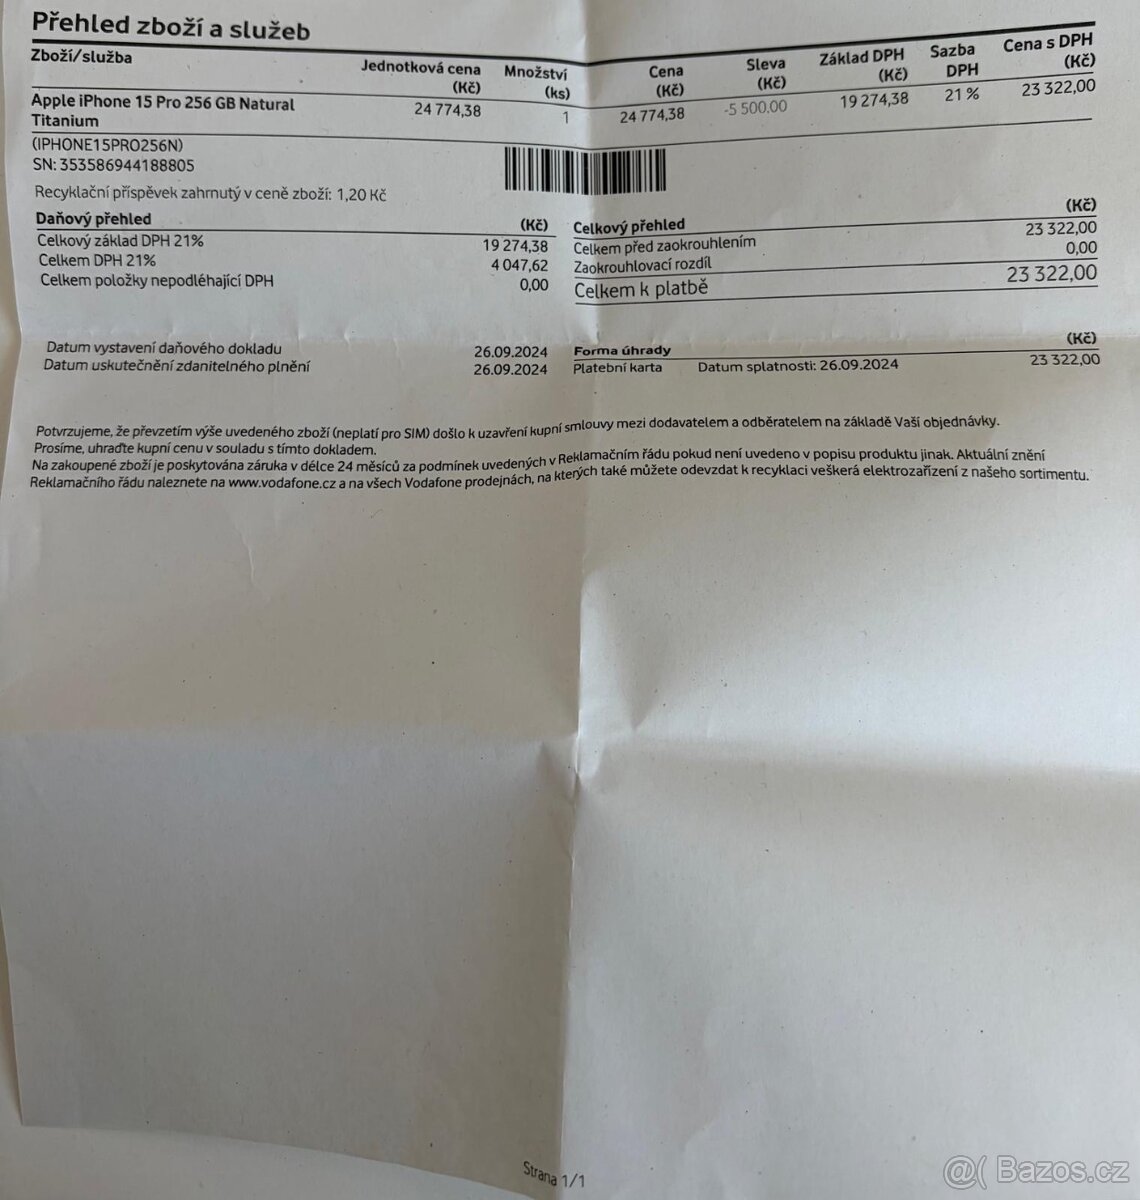 Přehled zboží a služeb
Zboží/služba Jednotková cena (Kč) Množství (ks) Cena (Kč) Sleva (Kč) Základ DPH (Kč) Sazba DPH Cena s DPH (Kč)
Apple iPhone 15 Pro 256 GB Natural 24 774,38 1 24 774,38 -5 500.00 19 274,38 21 % 23 322,00
Titanium
(IPHONE15PRO256N)
SN: 353586944188805
Recyklační příspěvek zahrnutý v ceně zboží: 1,20 Kč
Daňový přehled (Kč)
Celkový základ DPH 21% 19 274,38
Celkem DPH 21% 4 047,62
Celkem položky nepodléhající DPH 0,00
Celkový přehled (Kč)
Celkem před zaokrouhlením 23 322,00
Zaokrouhlovací rozdíl 0,00
Celkem k platbě 23 322,00
Datum vystavení daňového dokladu 26.09.2024
Datum uskutečnění zdanitelného plnění 26.09.2024
Forma úhrady (Kč)
Platební karta Datum splatnosti: 26.09.2024 23 322,00
Potvrzujeme, že převzetím výše uvedeného zboží (neplatí pro SIM) došlo k uzavření kupní smlouvy mezi dodavatelem a odběratelem na základě Vaší objednávky.
Prosíme, uhraďte kupní cenu v souladu s tímto dokladem.
Na zakoupené zboží je poskytována záruka v délce 24 měsíců za podmínek uvedených v Reklamačním řádu pokud není uvedeno v popisu produktu jinak. Aktuální znění
Reklamačního řádu naleznete na www.vodafone.cz a na všech Vodafone prodejnách, na kterých také můžete odevzdat k recyklaci veškerá elektrozařízení z našeho sortimentu.
Strana 1/1
@( Bazos.cz